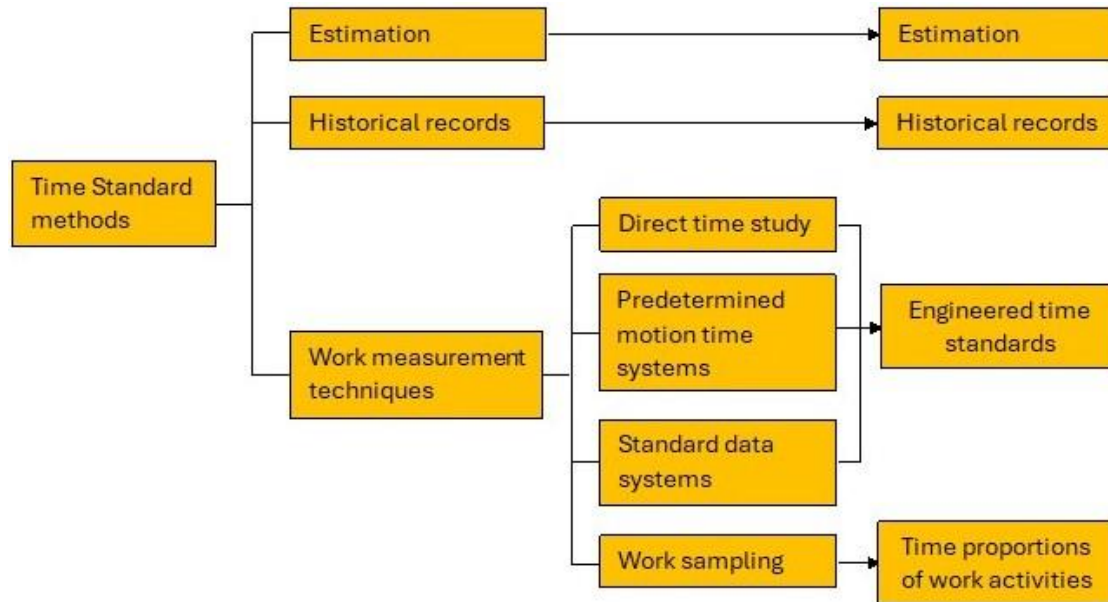 Estimation
Estimation
Historical records
Historical records
Time Standard
methods
Direct time study
Predetermined
motion time
systems
Engineered time
standards
Work measurement
techniques
Standard data
systems
Work sampling
Time proportions
of work activities